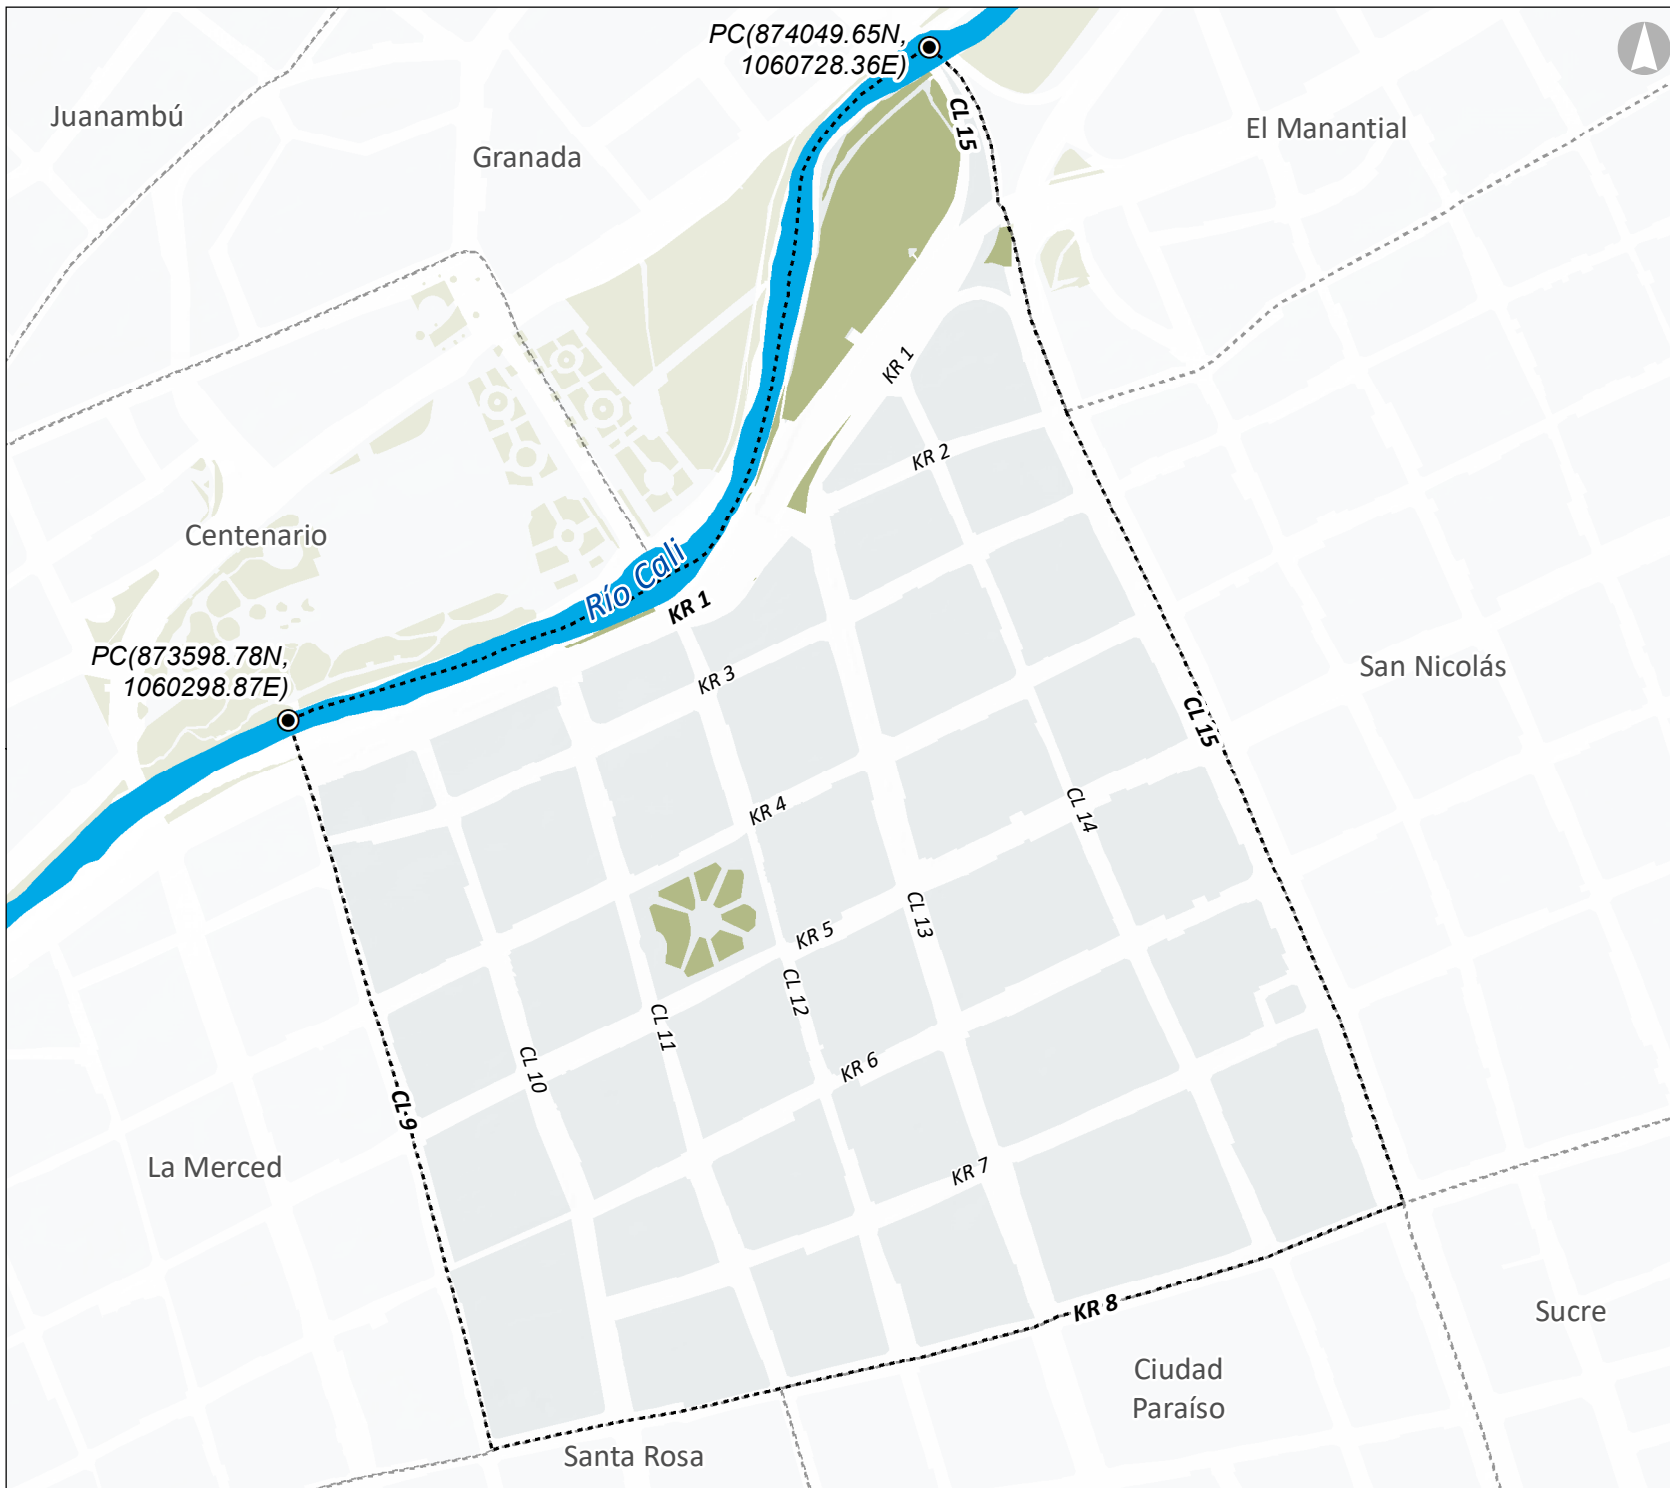 PC(874049.65N,
1060728.36E)
Juanambú
Granada
CL 15
El Manantial
KR 1
KR 2
Centenario
Río Cali
KR 1
PC(873598.78N,
1060298.87E)
KR 3
San Nicolás
CL 15
KR 4
CL 14
KR 5
CL 13
CL 12
CL 11
CL 10
KR 6
CL 9
La Merced
KR 7
KR 8
Sucre
Ciudad
Paraíso
Santa Rosa